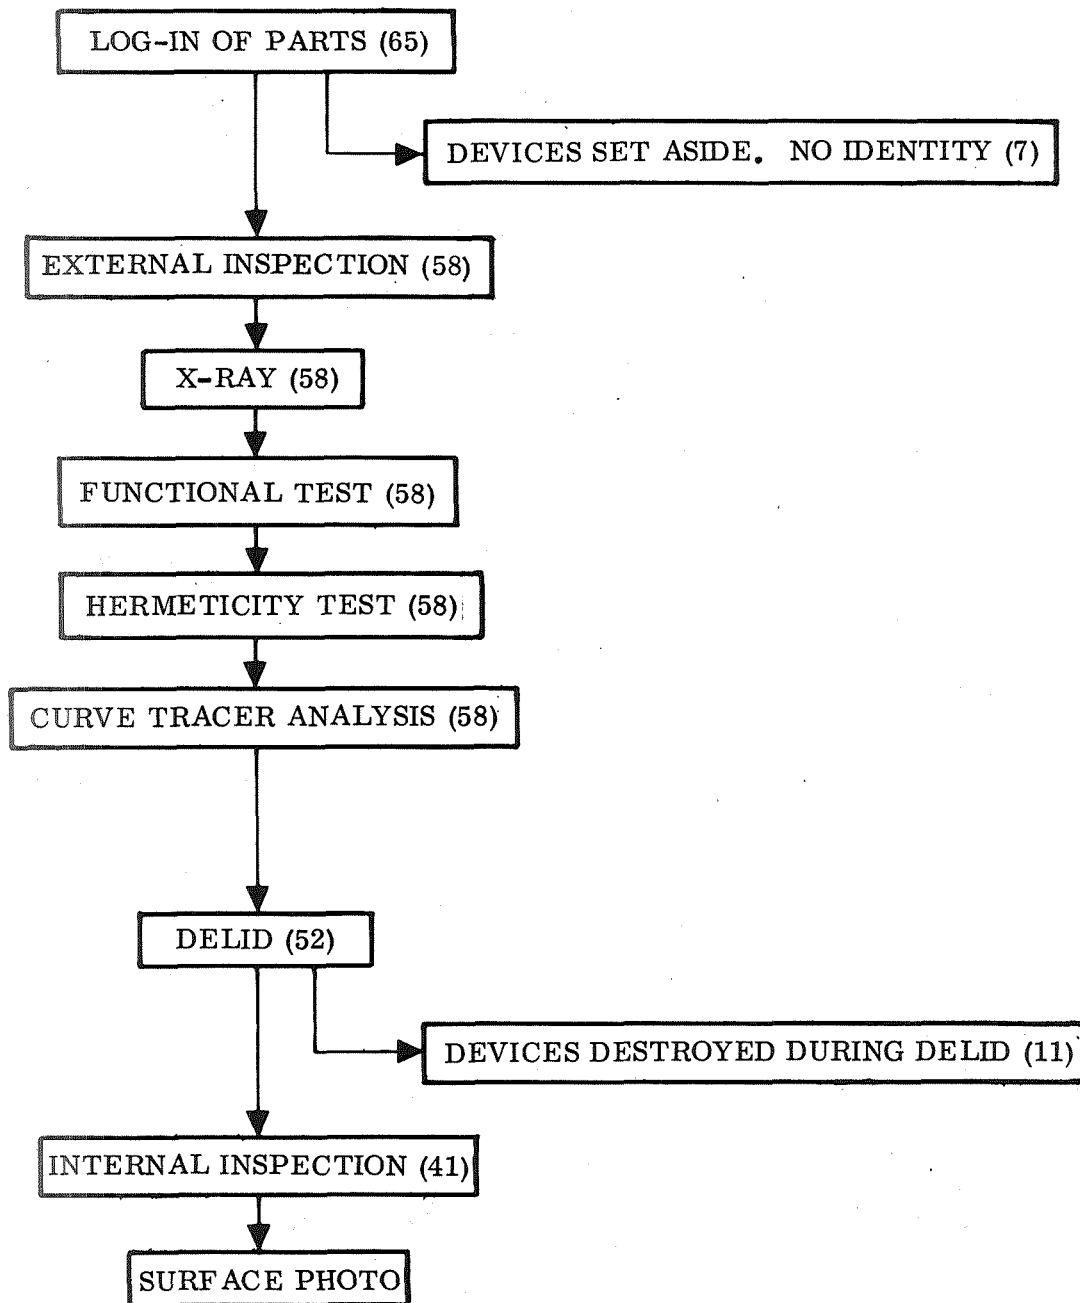 LOG-IN OF PARTS (65)
DEVICES SET ASIDE. NO IDENTITY (7)
EXTERNAL INSPECTION (58)
X-RAY (58)
FUNCTIONAL TEST (58)
HERMETICITY TEST (58)
CURVE TRACER ANALYSIS (58)
DELID (52)
DEVICES DESTROYED DURING DELID (11)
INTERNAL INSPECTION (41)
SURFACE PHOTO